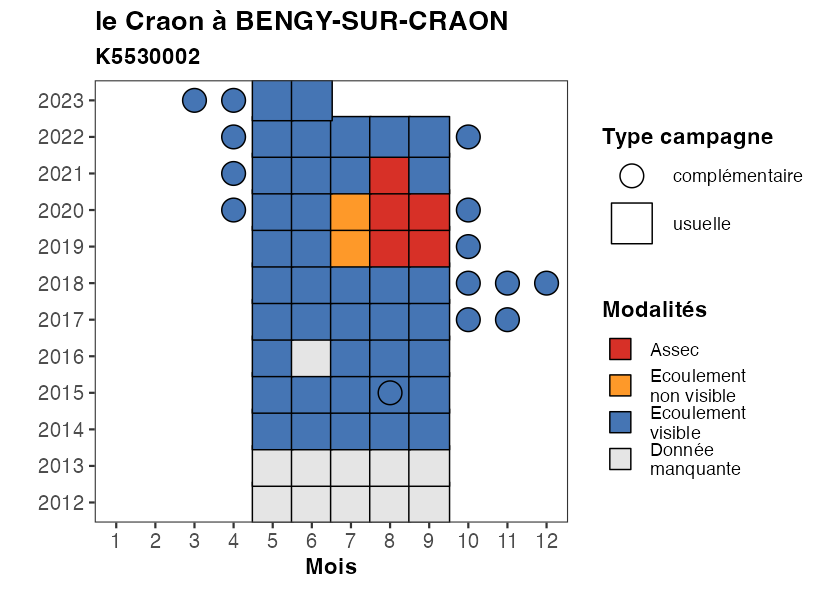 le Craon à BENGY-SUR-CRAON
K5530002
2023
2022
2021
2020
2019
2018
2017
2016
2015
2014
2013
2012
1 2 3 4 5 6 7 8 9 10 11 12
Mois
Type campagne
complémentaire
usuelle
Modalités
Assec
Ecoulement
non visible
Ecoulement
visible
Donnée
manquante